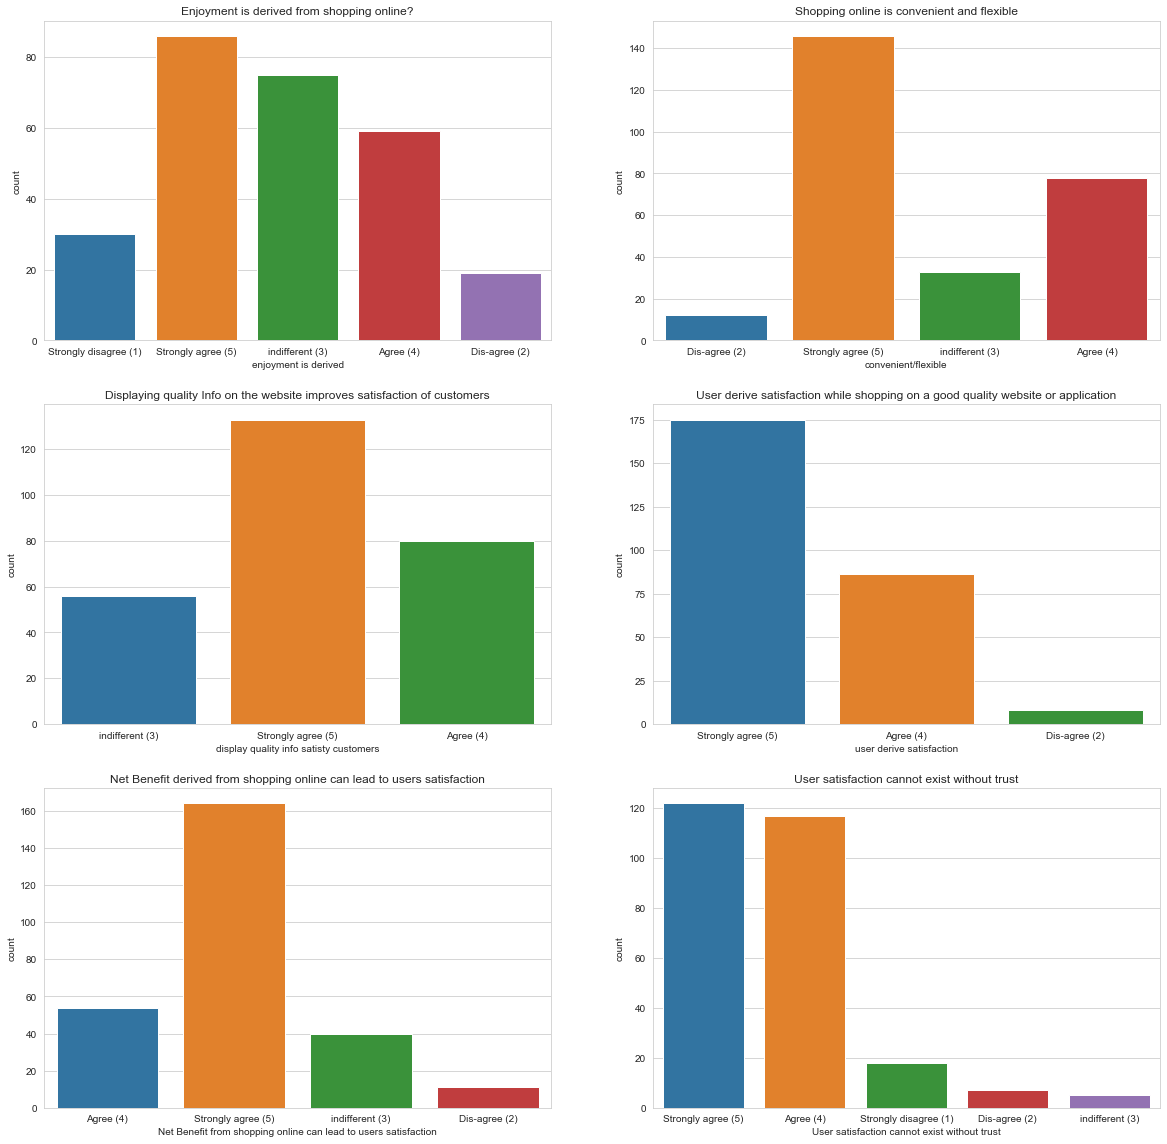 Enjoyment is derived from shopping online?
count
80
60
40
20
0
Strongly disagree (1) Strongly agree (5) indifferent (3) Agree (4) Dis-agree (2)
enjoyment is derived
Shopping online is convenient and flexible
count
140
120
100
80
60
40
20
0
Dis-agree (2) Strongly agree (5) indifferent (3) Agree (4)
convenient/flexible
Displaying quality Info on the website improves satisfaction of customers
count
120
100
80
60
40
20
0
indifferent (3) Strongly agree (5) Agree (4)
display quality info satisty customers
User derive satisfaction while shopping on a good quality website or application
count
175
150
125
100
75
50
25
0
Strongly agree (5) Agree (4) Dis-agree (2)
user derive satisfaction
Net Benefit derived from shopping online can lead to users satisfaction
count
160
140
120
100
80
60
40
20
0
Agree (4) Strongly agree (5) indifferent (3) Dis-agree (2)
Net Benefit from shopping online can lead to users satisfaction
User satisfaction cannot exist without trust
count
120
100
80
60
40
20
0
Strongly agree (5) Agree (4) Strongly disagree (1) Dis-agree (2) indifferent (3)
User satisfaction cannot exist without trust